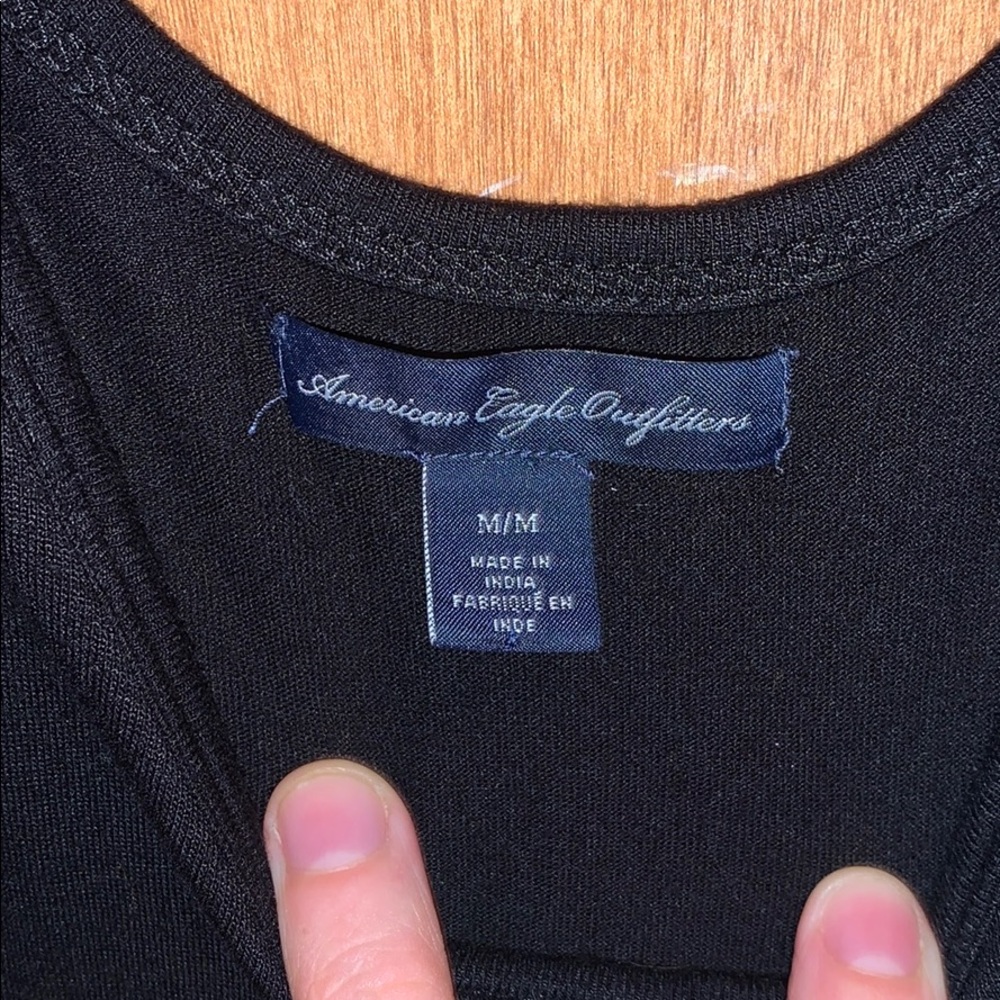 American Eagle Outfitters
M/M
MADE IN
INDIA
FABRIQUÉ EN
INDE